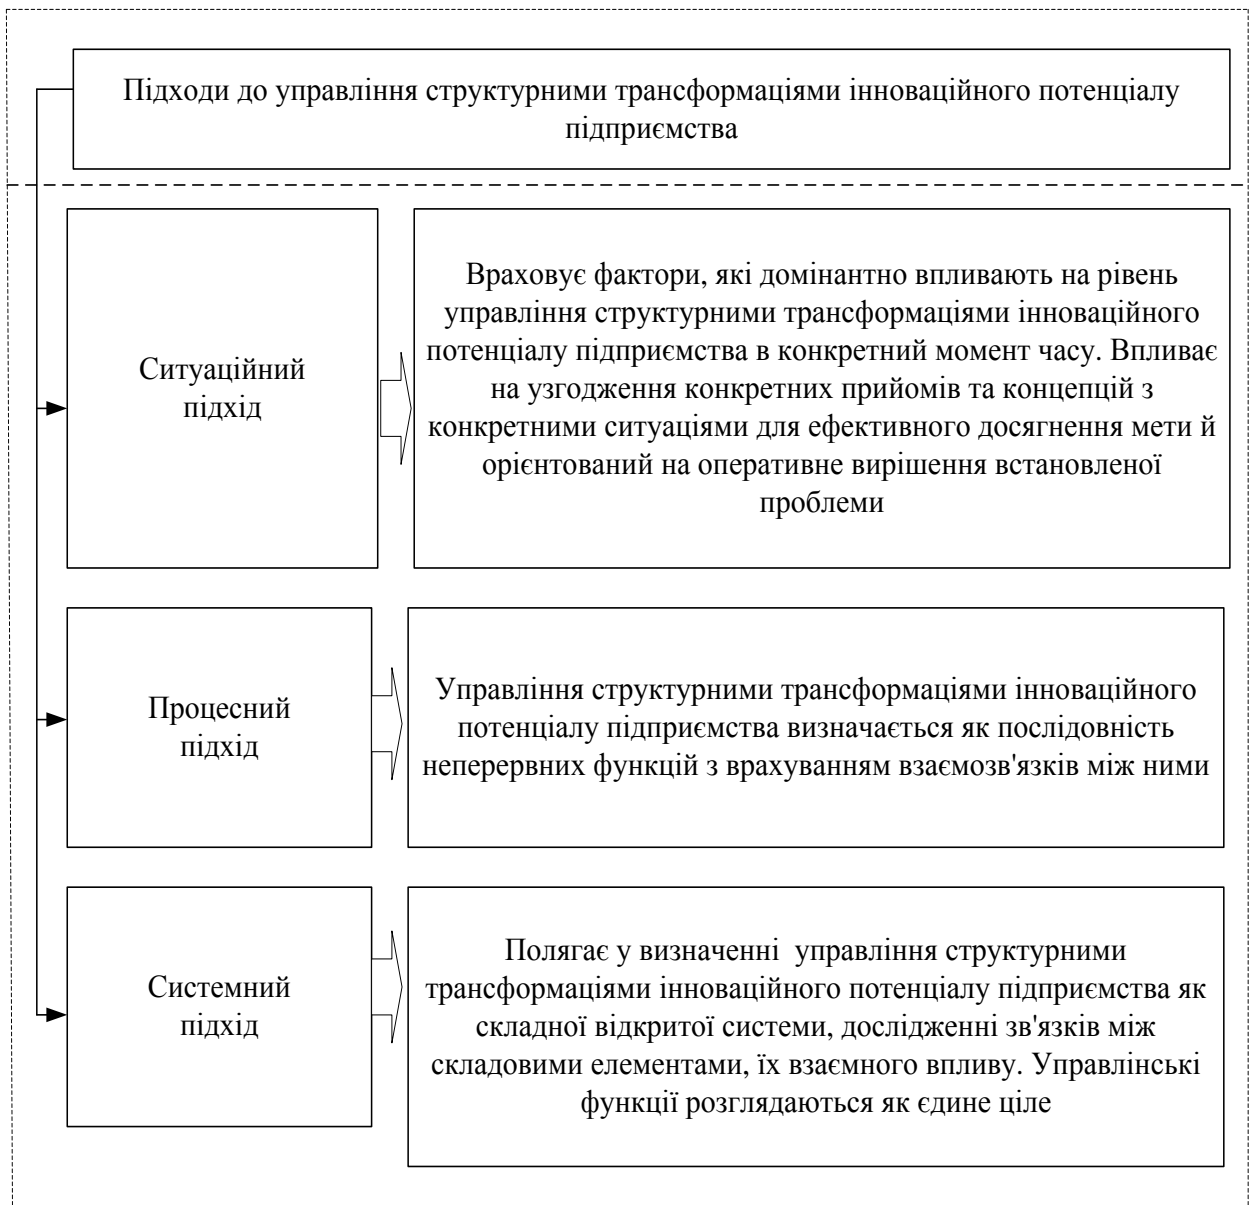 Підходи до управління структурними трансформаціями інноваційного потенціалу
підприємства
Ситуаційний
підхід
Враховує фактори, які домінантно впливають на рівень
управління структурними трансформаціями інноваційного
потенціалу підприємства в конкретний момент часу. Впливає
на узгодження конкретних прийомів та концепцій з
конкретними ситуаціями для ефективного досягнення мети й
орієнтований на оперативне вирішення встановленої
проблеми
Процесний
підхід
Управління структурними трансформаціями інноваційного
потенціалу підприємства визначається як послідовність
неперервних функцій з врахуванням взаємозв'язків між ними
Системний
підхід
Полягає у визначенні  управління структурними
трансформаціями інноваційного потенціалу підприємства як
складної відкритої системи, дослідженні зв'язків між
складовими елементами, їх взаємного впливу. Управлінські
функції розглядаються як єдине ціле